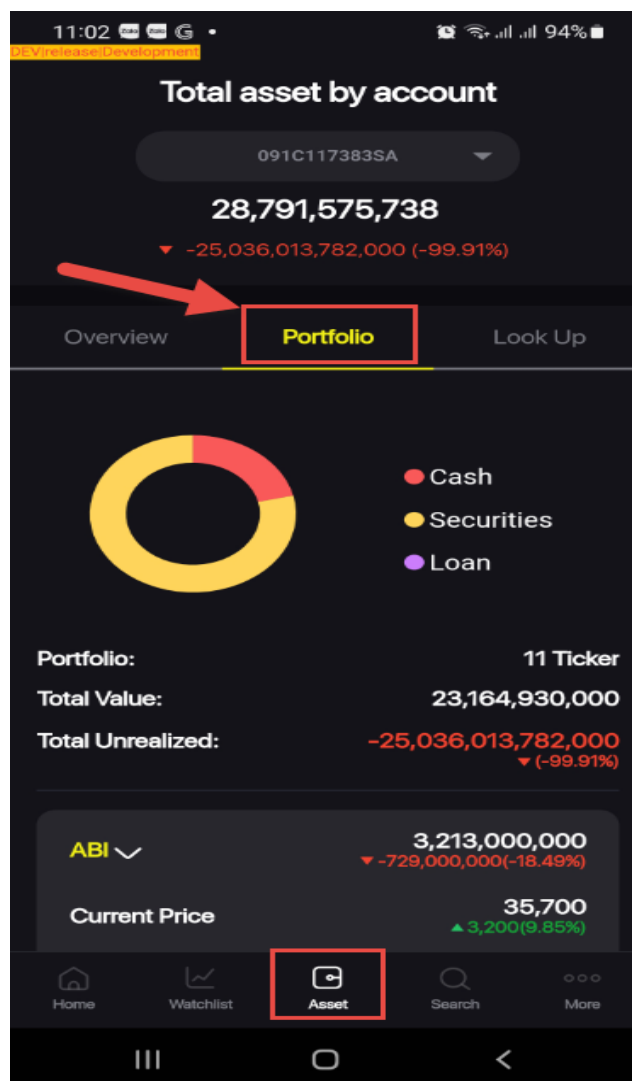 11:02 Zalo Zalo G • 94%
DEV|release|Development
Total asset by account
091C117383SA
28,791,575,738
▼ -25,036,013,782,000 (-99.91%)
Overview Portfolio Look Up
Cash
Securities
Loan
Portfolio: 11 Ticker
Total Value: 23,164,930,000
Total Unrealized: -25,036,013,782,000
▼ (-99.91%)
ABI 3,213,000,000
▼ -729,000,000(-18.49%)
Current Price 35,700
▲ 3,200(9.85%)
Home Watchlist Asset Search More